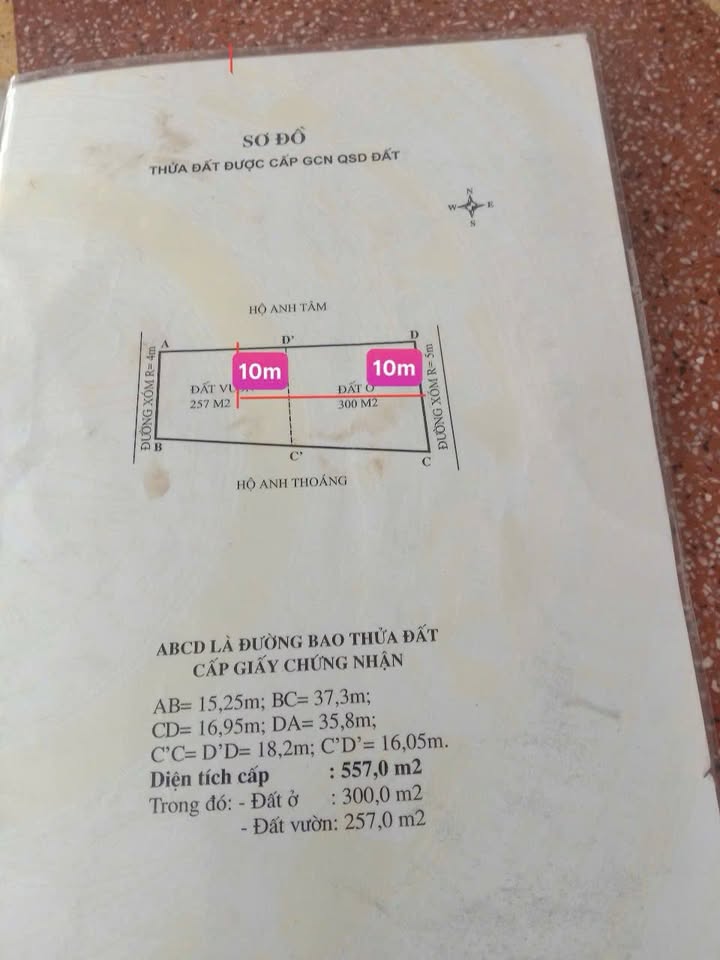 SƠ ĐỒ
THỬA ĐẤT ĐƯỢC CẤP GCN QSD ĐẤT
N
W E
S
HỘ ANH TÂM
A D' D
10m 10m
ĐẤT ĐẤT Ở
257 M2 300 M2
ĐƯỜNG XÓM R= 4m
ĐƯỜNG XÓM R= 5m
B C' C
HỘ ANH THOÁNG
ABCD LÀ ĐƯỜNG BAO THỬA ĐẤT
CẤP GIẤY CHỨNG NHẬN
AB= 15,25m; BC= 37,3m;
CD= 16,95m; DA= 35,8m;
C'C= D'D= 18,2m; C'D'= 16,05m.
Diện tích cấp : 557,0 m2
Trong đó: - Đất ở : 300,0 m2
- Đất vườn: 257,0 m2